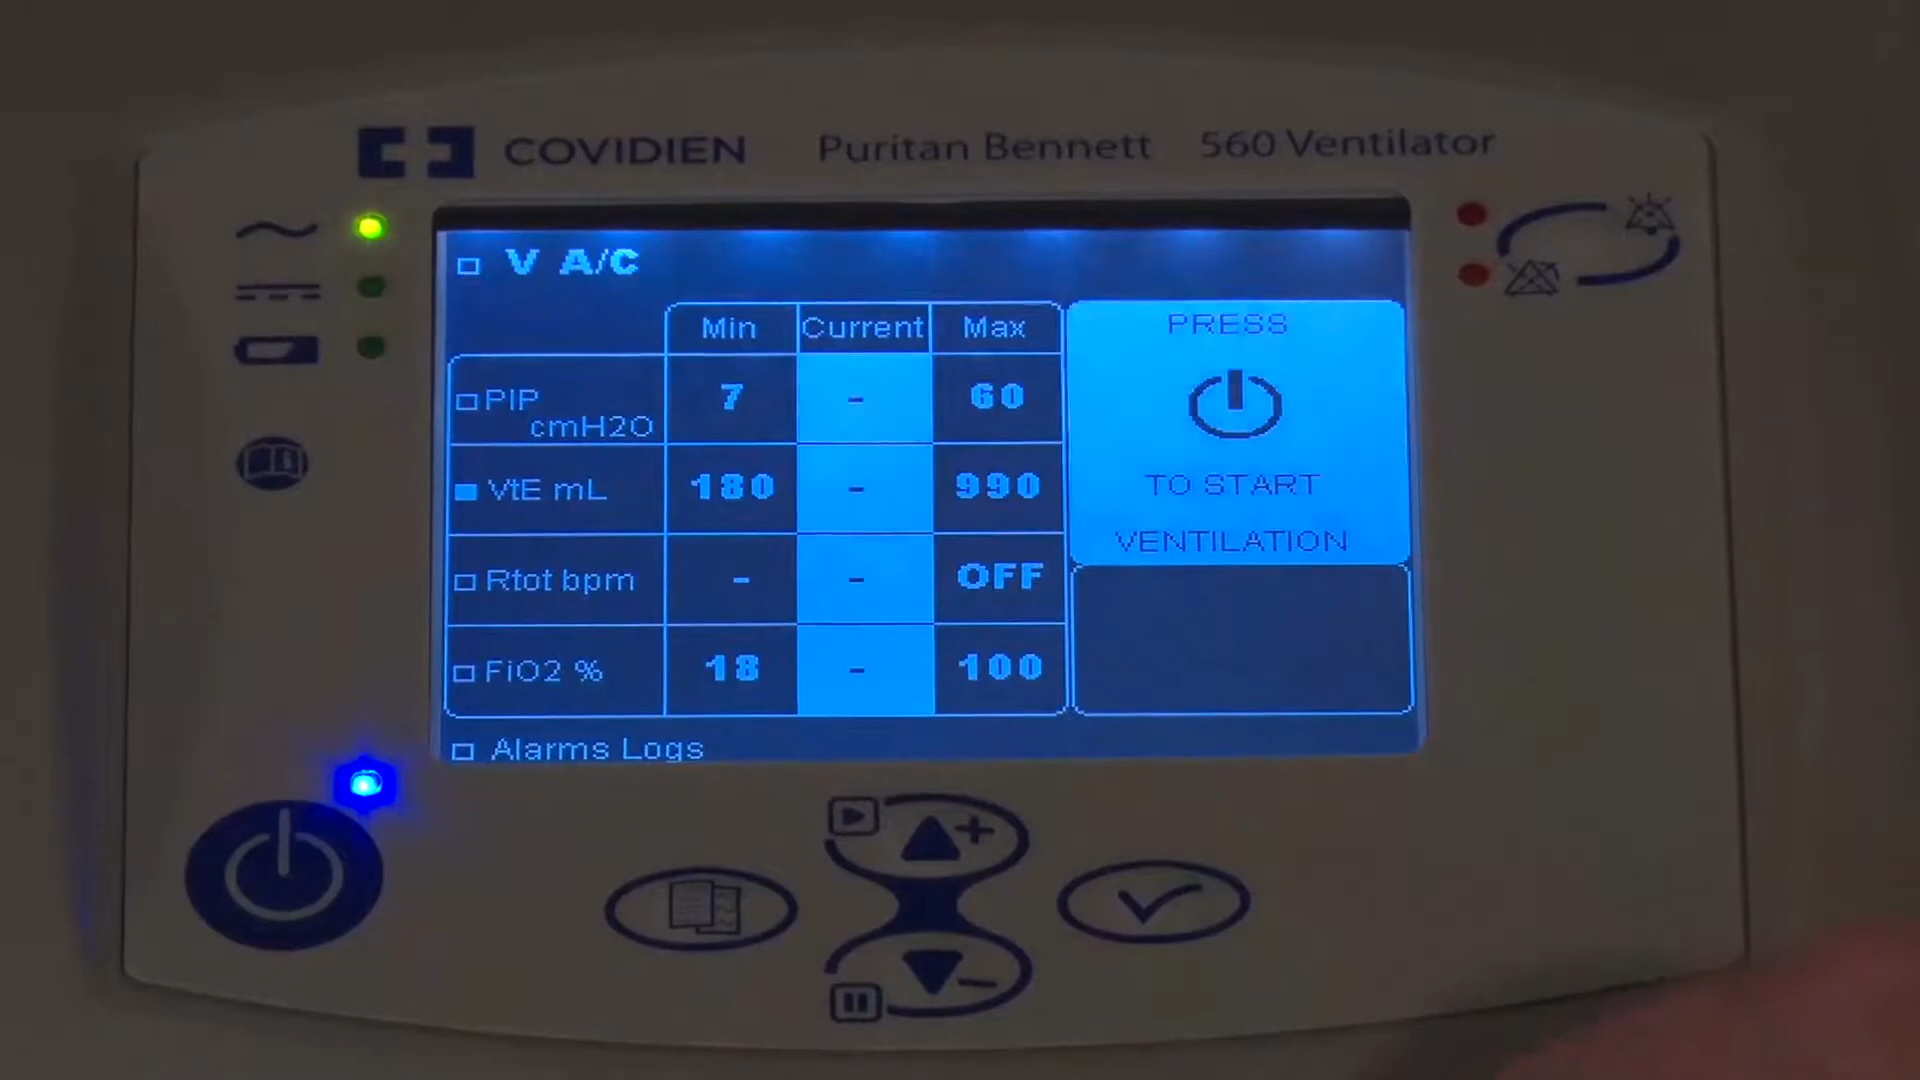 COVIDIEN Puritan Bennett 560 Ventilator
V A/C
Min Current Max
PIP cmH2O 7 - 60
VtE mL 180 - 990
Rtot bpm - - OFF
FiO2 % 18 - 100
Alarms Logs
PRESS
TO START
VENTILATION